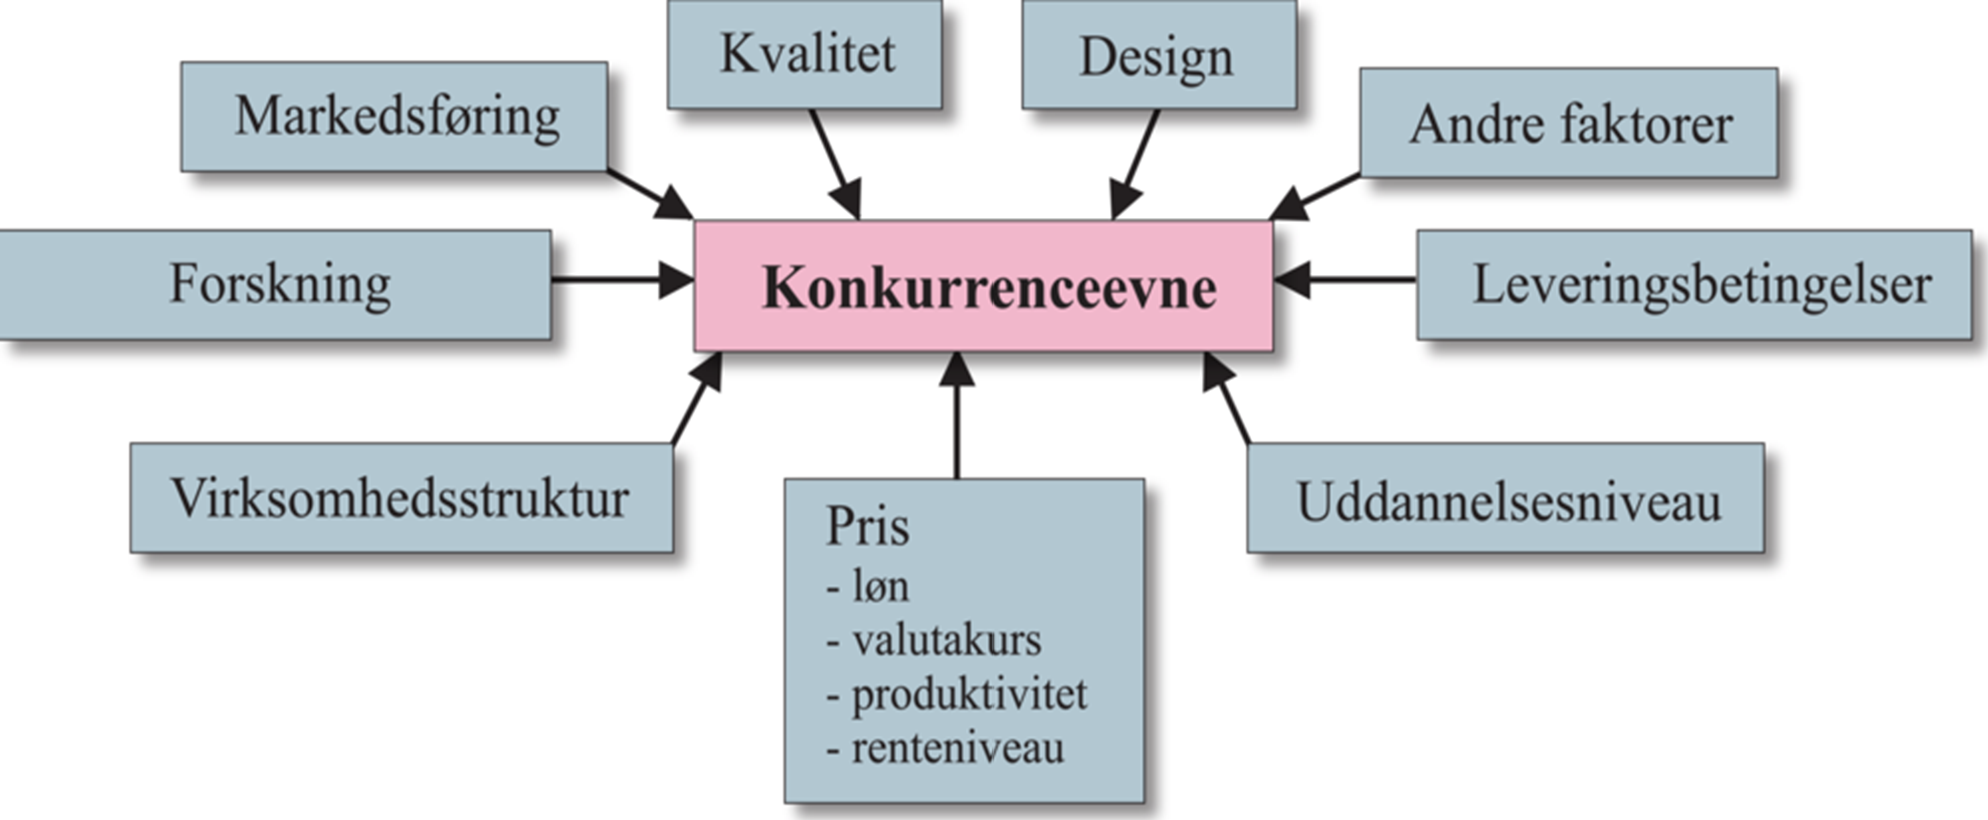 Kvalitet
Design
Markedsføring
Andre faktorer
Forskning
Konkurrenceevne
Leveringsbetingelser
Virksomhedsstruktur
Uddannelsesniveau
Pris
- løn
- valutakurs
- produktivitet
- renteniveau